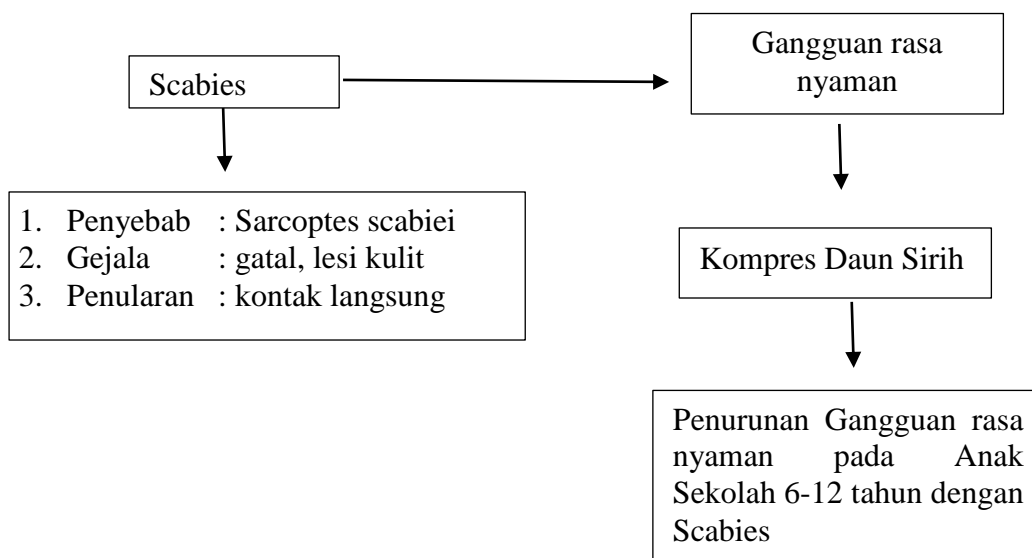 Scabies
Gangguan rasa
nyaman
1. Penyebab : Sarcoptes scabiei
2. Gejala : gatal, lesi kulit
3. Penularan : kontak langsung
Kompres Daun Sirih
Penurunan Gangguan rasa
nyaman pada Anak
Sekolah 6-12 tahun dengan
Scabies